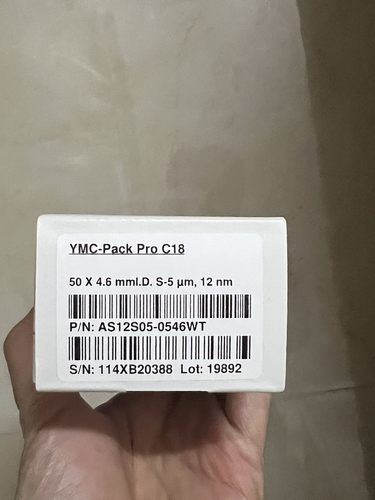 YMC-Pack Pro C18
50 X 4.6 mmI.D. S-5 µm, 12 nm
P/N: AS12S05-0546WT
S/N: 114XB20388 Lot: 19892